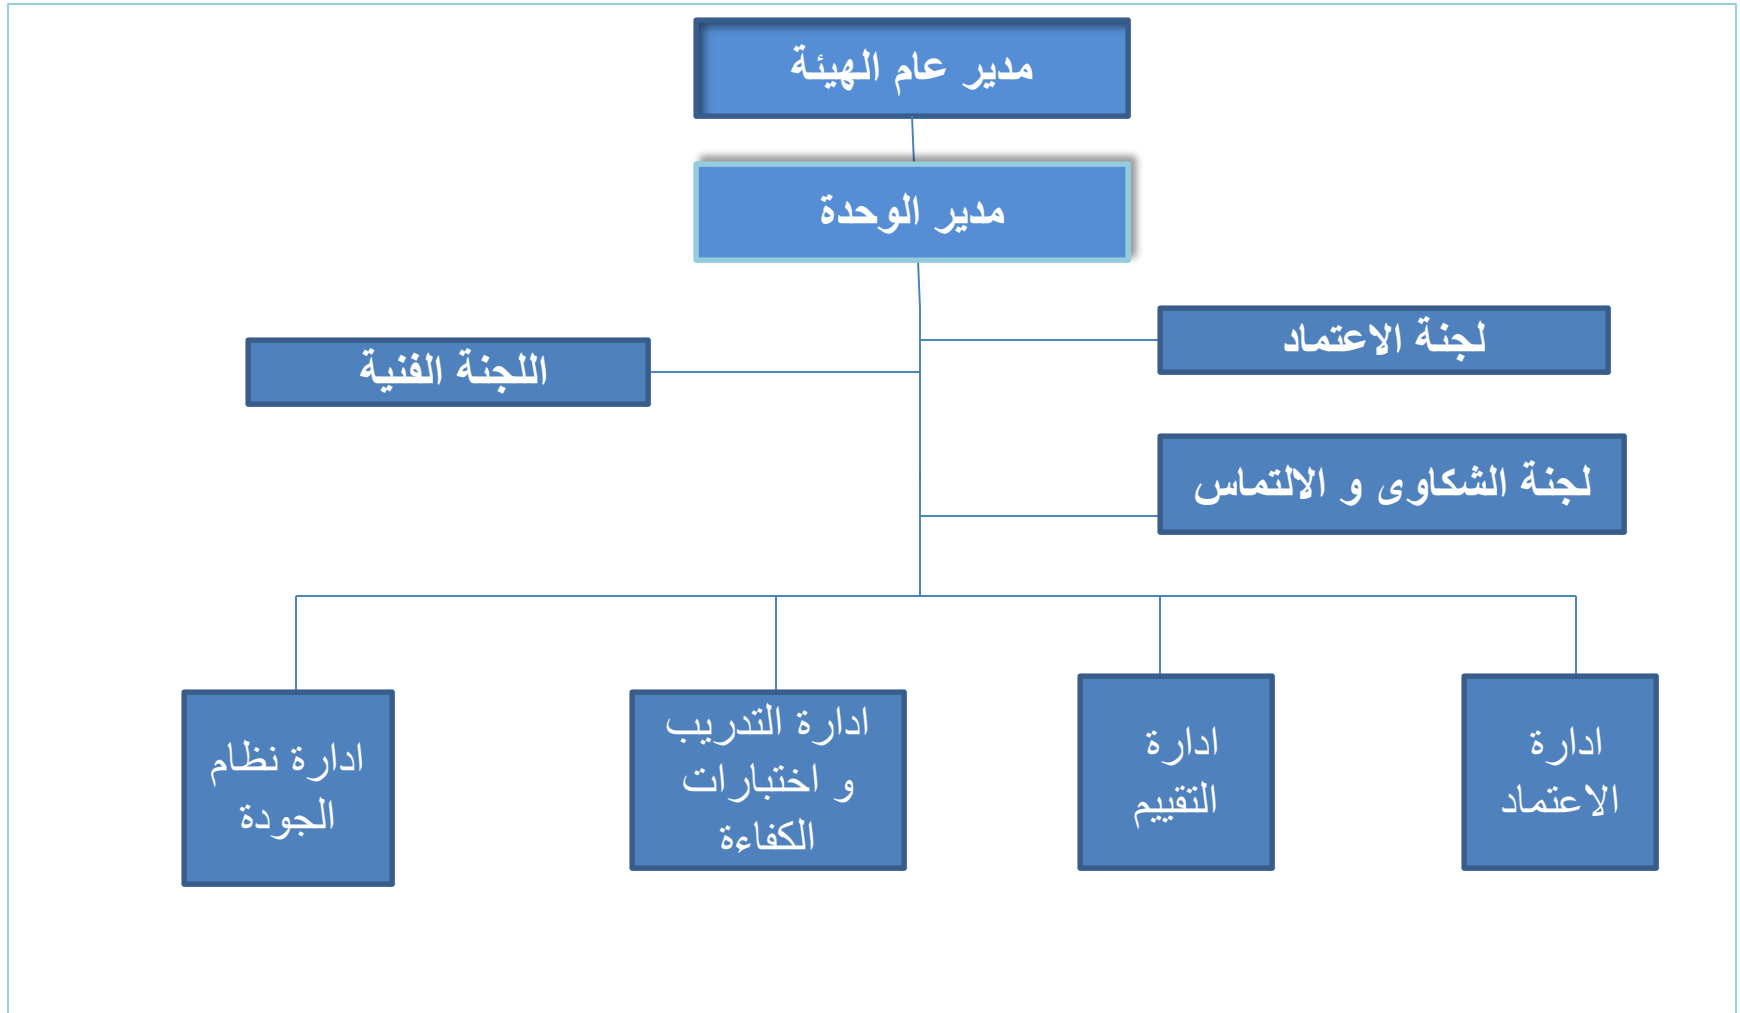 مدير عام الهيئة
مدير الوحدة
لجنة الاعتماد
اللجنة الفنية
لجنة الشكاوى و الالتماس
ادارة
الاعتماد
ادارة
التقييم
ادارة التدريب
و اختبارات
الكفاءة
ادارة نظام
الجودة